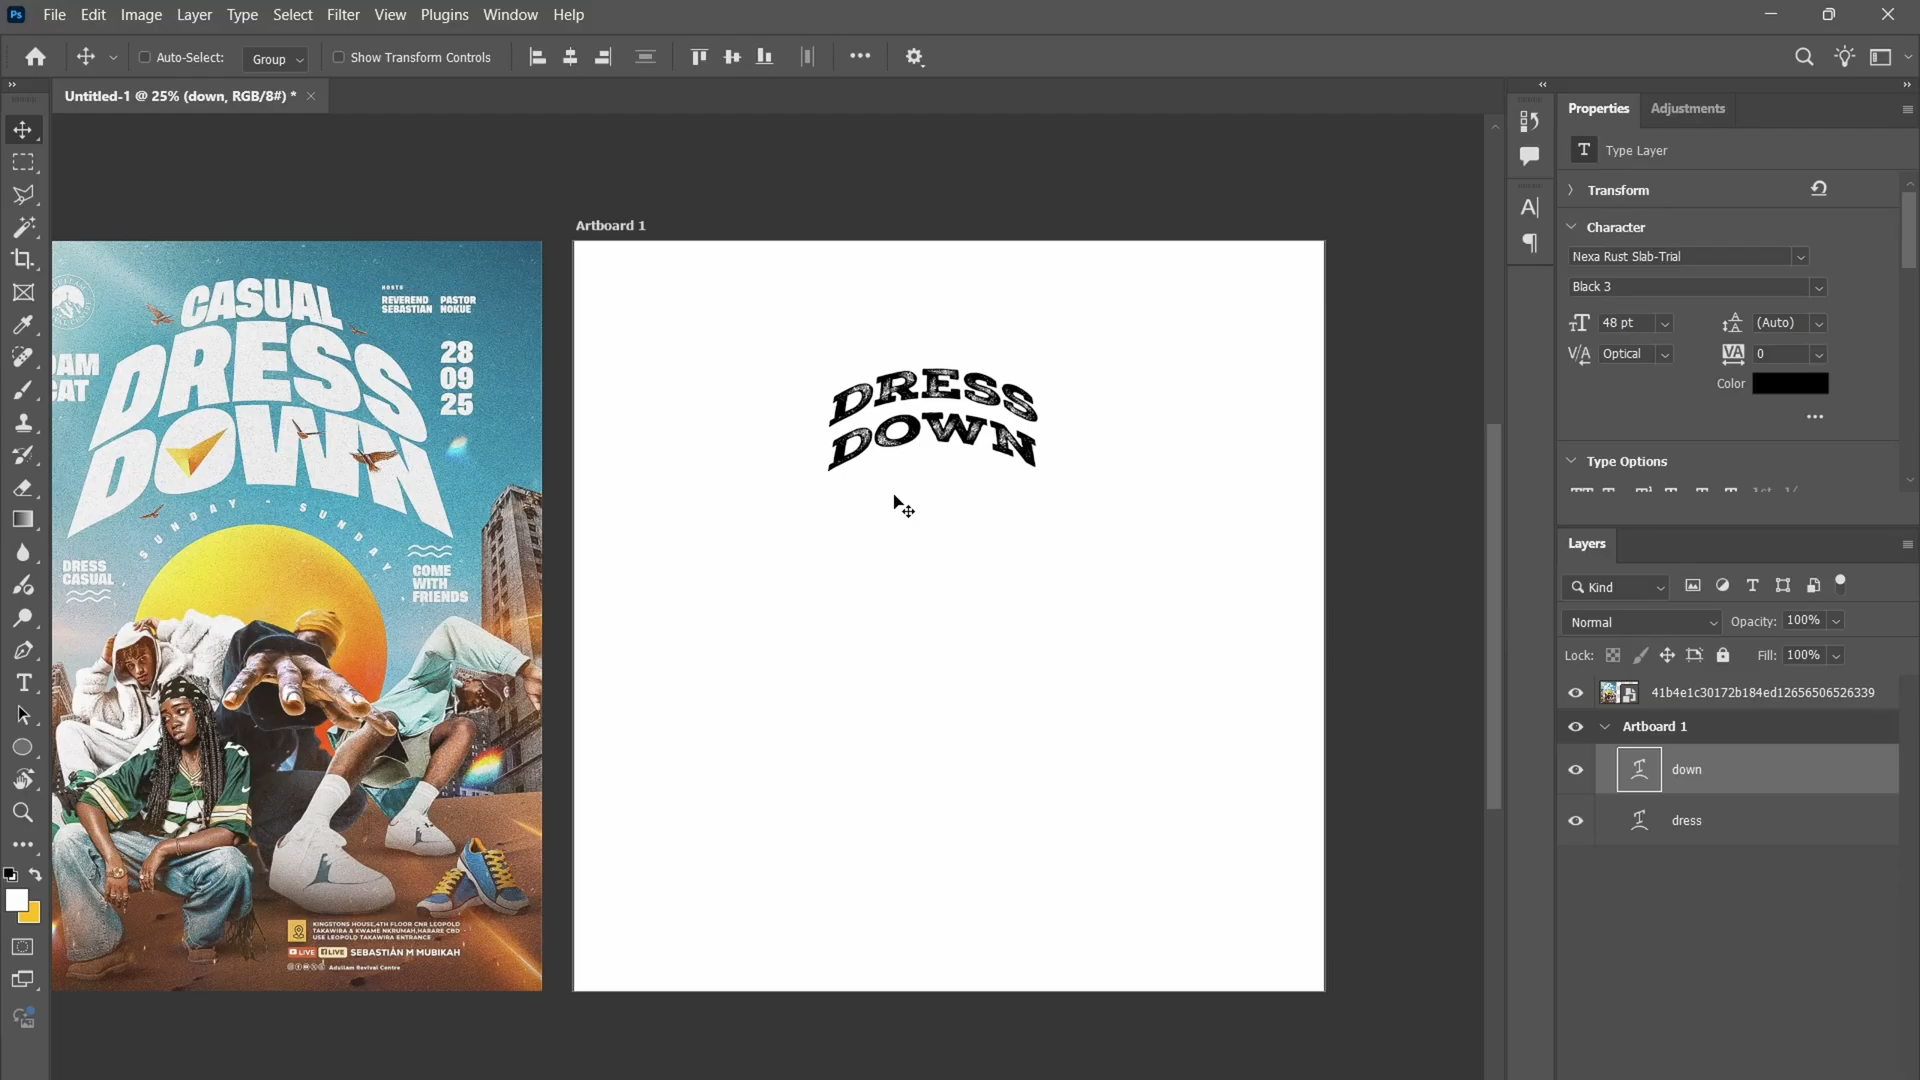 Ps File Edit Image Layer Type Select Filter View Plugins Window Help
Auto-Select: Group Show Transform Controls
Untitled-1 @ 25% (down, RGB/8#) *
Artboard 1
CASUAL
DRESS
DOWN
HOSTS
REVEREND
SEBASTIAN
PASTOR
NOKUE
28
09
25
SUNDAY - SUNDAY
DRESS
CASUAL
COME
WITH
FRIENDS
KINGSTONS HOUSE,4TH FLOOR CNR LEOPOLD
TAKAWIRA & KWAME NKRUMAH,HARARE CBD
USE LEOPOLD TAKAWIRA ENTRANCE
LIVE LIVE SEBASTIAN M MUBIKAH
Adullam Revival Centre
DRESS
DOWN
Properties Adjustments
Type Layer
Transform
Character
Nexa Rust Slab-Trial
Black 3
48 pt (Auto)
Optical 0
Color
Type Options
Layers
Kind
Normal Opacity: 100%
Lock: Fill: 100%
41b4e1c30172b184ed12656506526339
Artboard 1
down
dress